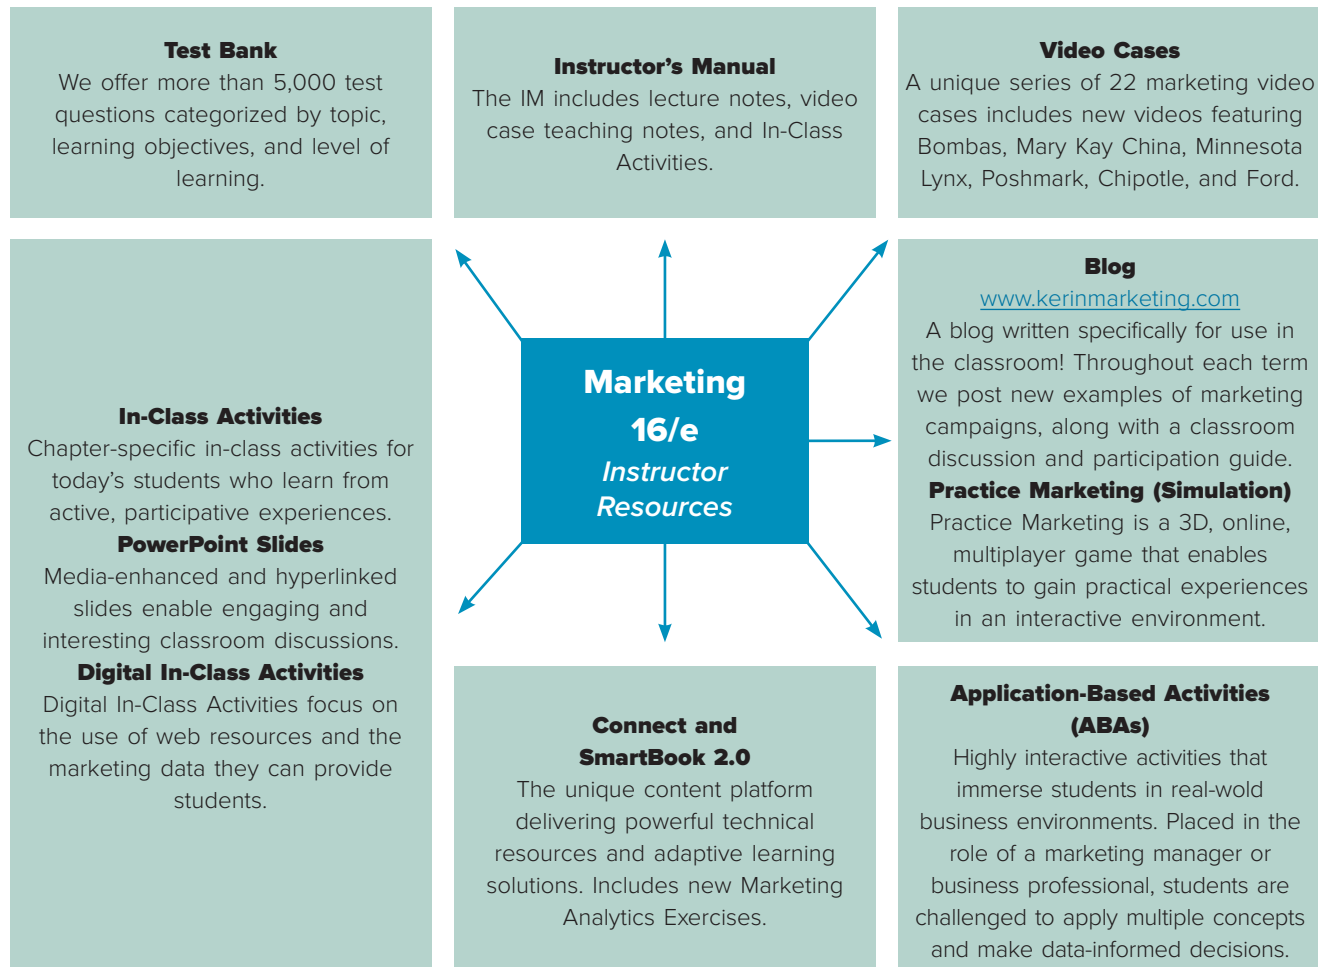 Test Bank
We offer more than 5,000 test
questions categorized by topic,
learning objectives, and level of
learning.
Instructor’s Manual
The IM includes lecture notes, video
case teaching notes, and In-Class
Activities.
Video Cases
A unique series of 22 marketing video
cases includes new videos featuring
Bombas, Mary Kay China, Minnesota
Lynx, Poshmark, Chipotle, and Ford.
In-Class Activities
Chapter-specific in-class activities for
today’s students who learn from
active, participative experiences.
PowerPoint Slides
Media-enhanced and hyperlinked
slides enable engaging and
interesting classroom discussions.
Digital In-Class Activities
Digital In-Class Activities focus on
the use of web resources and the
marketing data they can provide
students.
Marketing
16/e
Instructor
Resources
Blog
www.kerinmarketing.com
A blog written specifically for use in
the classroom! Throughout each term
we post new examples of marketing
campaigns, along with a classroom
discussion and participation guide.
Practice Marketing (Simulation)
Practice Marketing is a 3D, online,
multiplayer game that enables
students to gain practical experiences
in an interactive environment.
Connect and
SmartBook 2.0
The unique content platform
delivering powerful technical
resources and adaptive learning
solutions. Includes new Marketing
Analytics Exercises.
Application-Based Activities
(ABAs)
Highly interactive activities that
immerse students in real-wold
business environments. Placed in the
role of a marketing manager or
business professional, students are
challenged to apply multiple concepts
and make data-informed decisions.